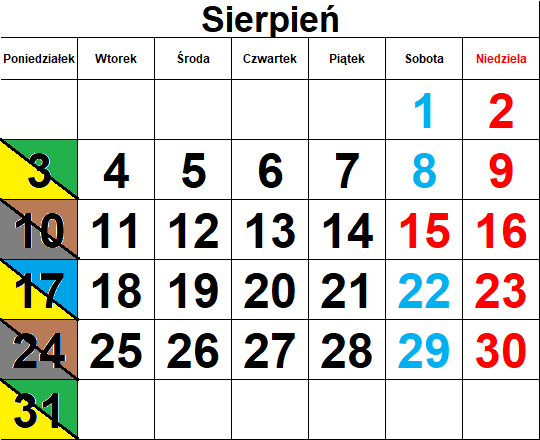 Sierpień
Poniedziałek Wtorek Środa Czwartek Piątek Sobota Niedziela
1 2
3 4 5 6 7 8 9
10 11 12 13 14 15 16
17 18 19 20 21 22 23
24 25 26 27 28 29 30
31